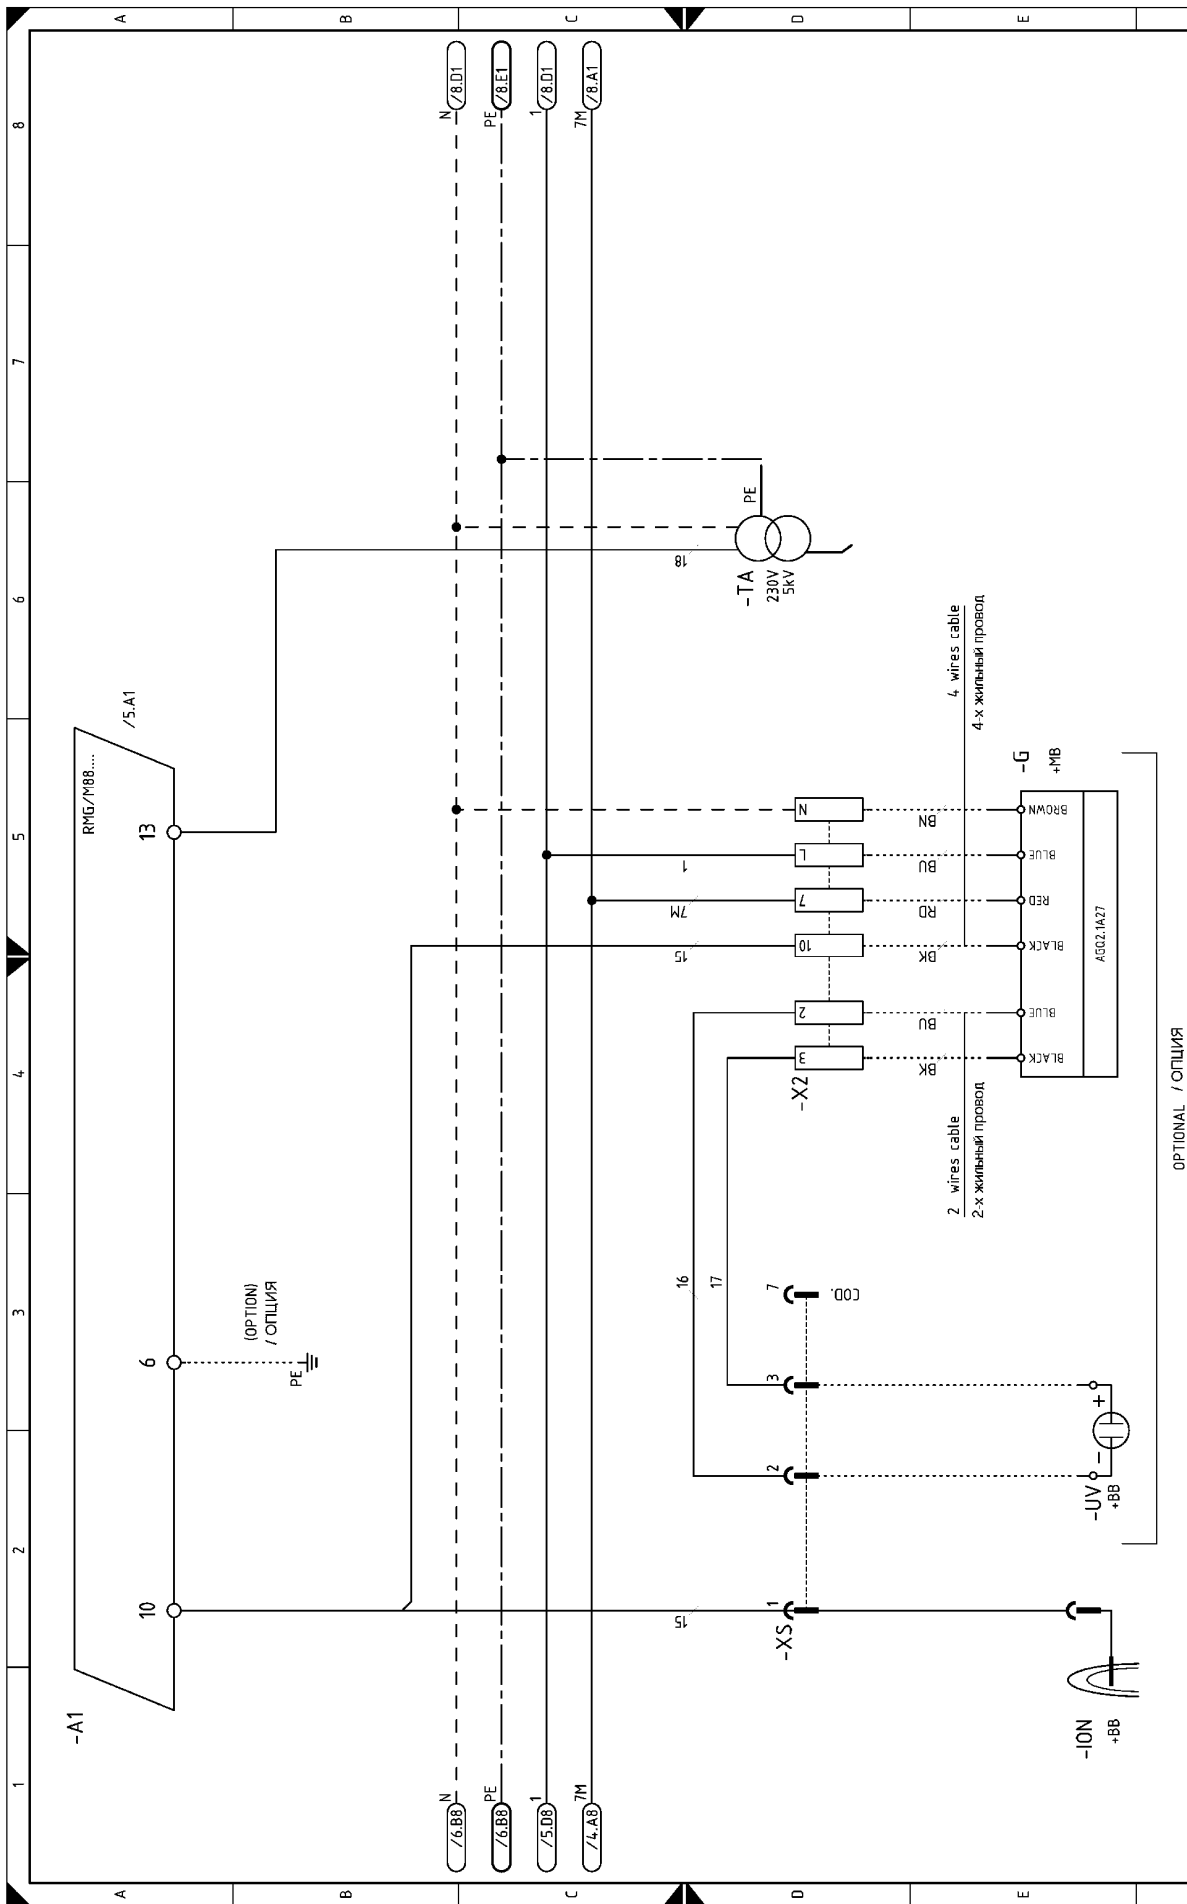 1 2 3 4 5 6 7 8
A
B
C
D
E
A
B
C
D
E
-A1
RMG/M88....
/5.A1
10
6
13
PE
(OPTION)
/ ОПЦИЯ
/6.B8
N
N
/8.D1
/6.B8
PE
PE
/8.E1
/5.D8
1
1
/8.D1
/4.A8
7M
7M
/8.A1
15
16
17
15
7M
1
18
-XS
1
2
3
7
COD.
-X2
3
2
10
7
L
N
-TA
230V
5kV
PE
BK
BU
BK
RD
BU
BN
2 wires cable
2-х жильный провод
4 wires cable
4-х жильный провод
BLACK
BLUE
BLACK
RED
BLUE
BROWN
AGQ2.1A27
-G
+MB
-ION
+BB
-UV
+BB
-
+
OPTIONAL / ОПЦИЯ